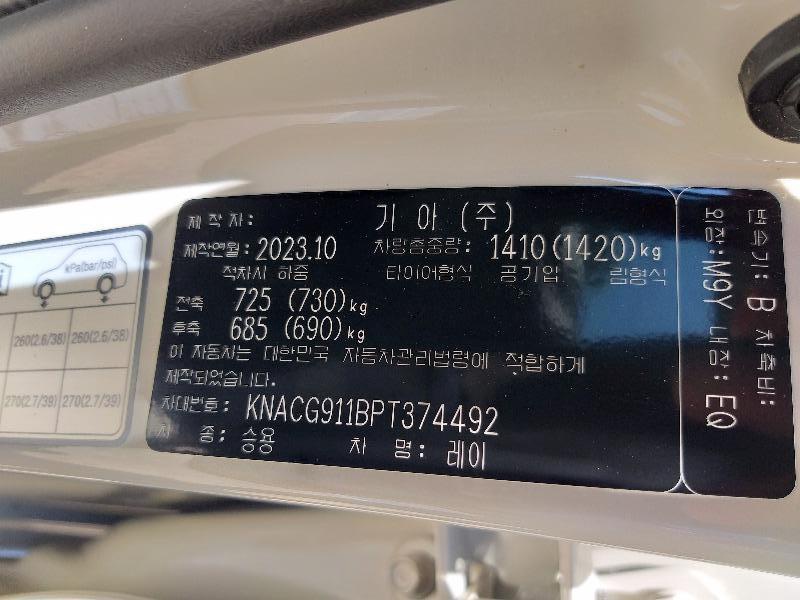 제 작 자: 기 아 (주)
제작연월: 2023.10 차량총중량: 1410 (1420)kg
적차시 하중 타이어형식 공기압 림형식
전축 725 (730)kg
후축 685 (690)kg
이 자동차는 대한민국 자동차관리법령에 적합하게
제작되었습니다.
차대번호: KNACG911BPT374492
차 종: 승용 차 명: 레이
변속기: B 차축비:
외장: M9Y 내장: EQ
kPa(bar/psi)
260(2.6/38) 260(2.6/38)
270(2.7/39) 270(2.7/39)